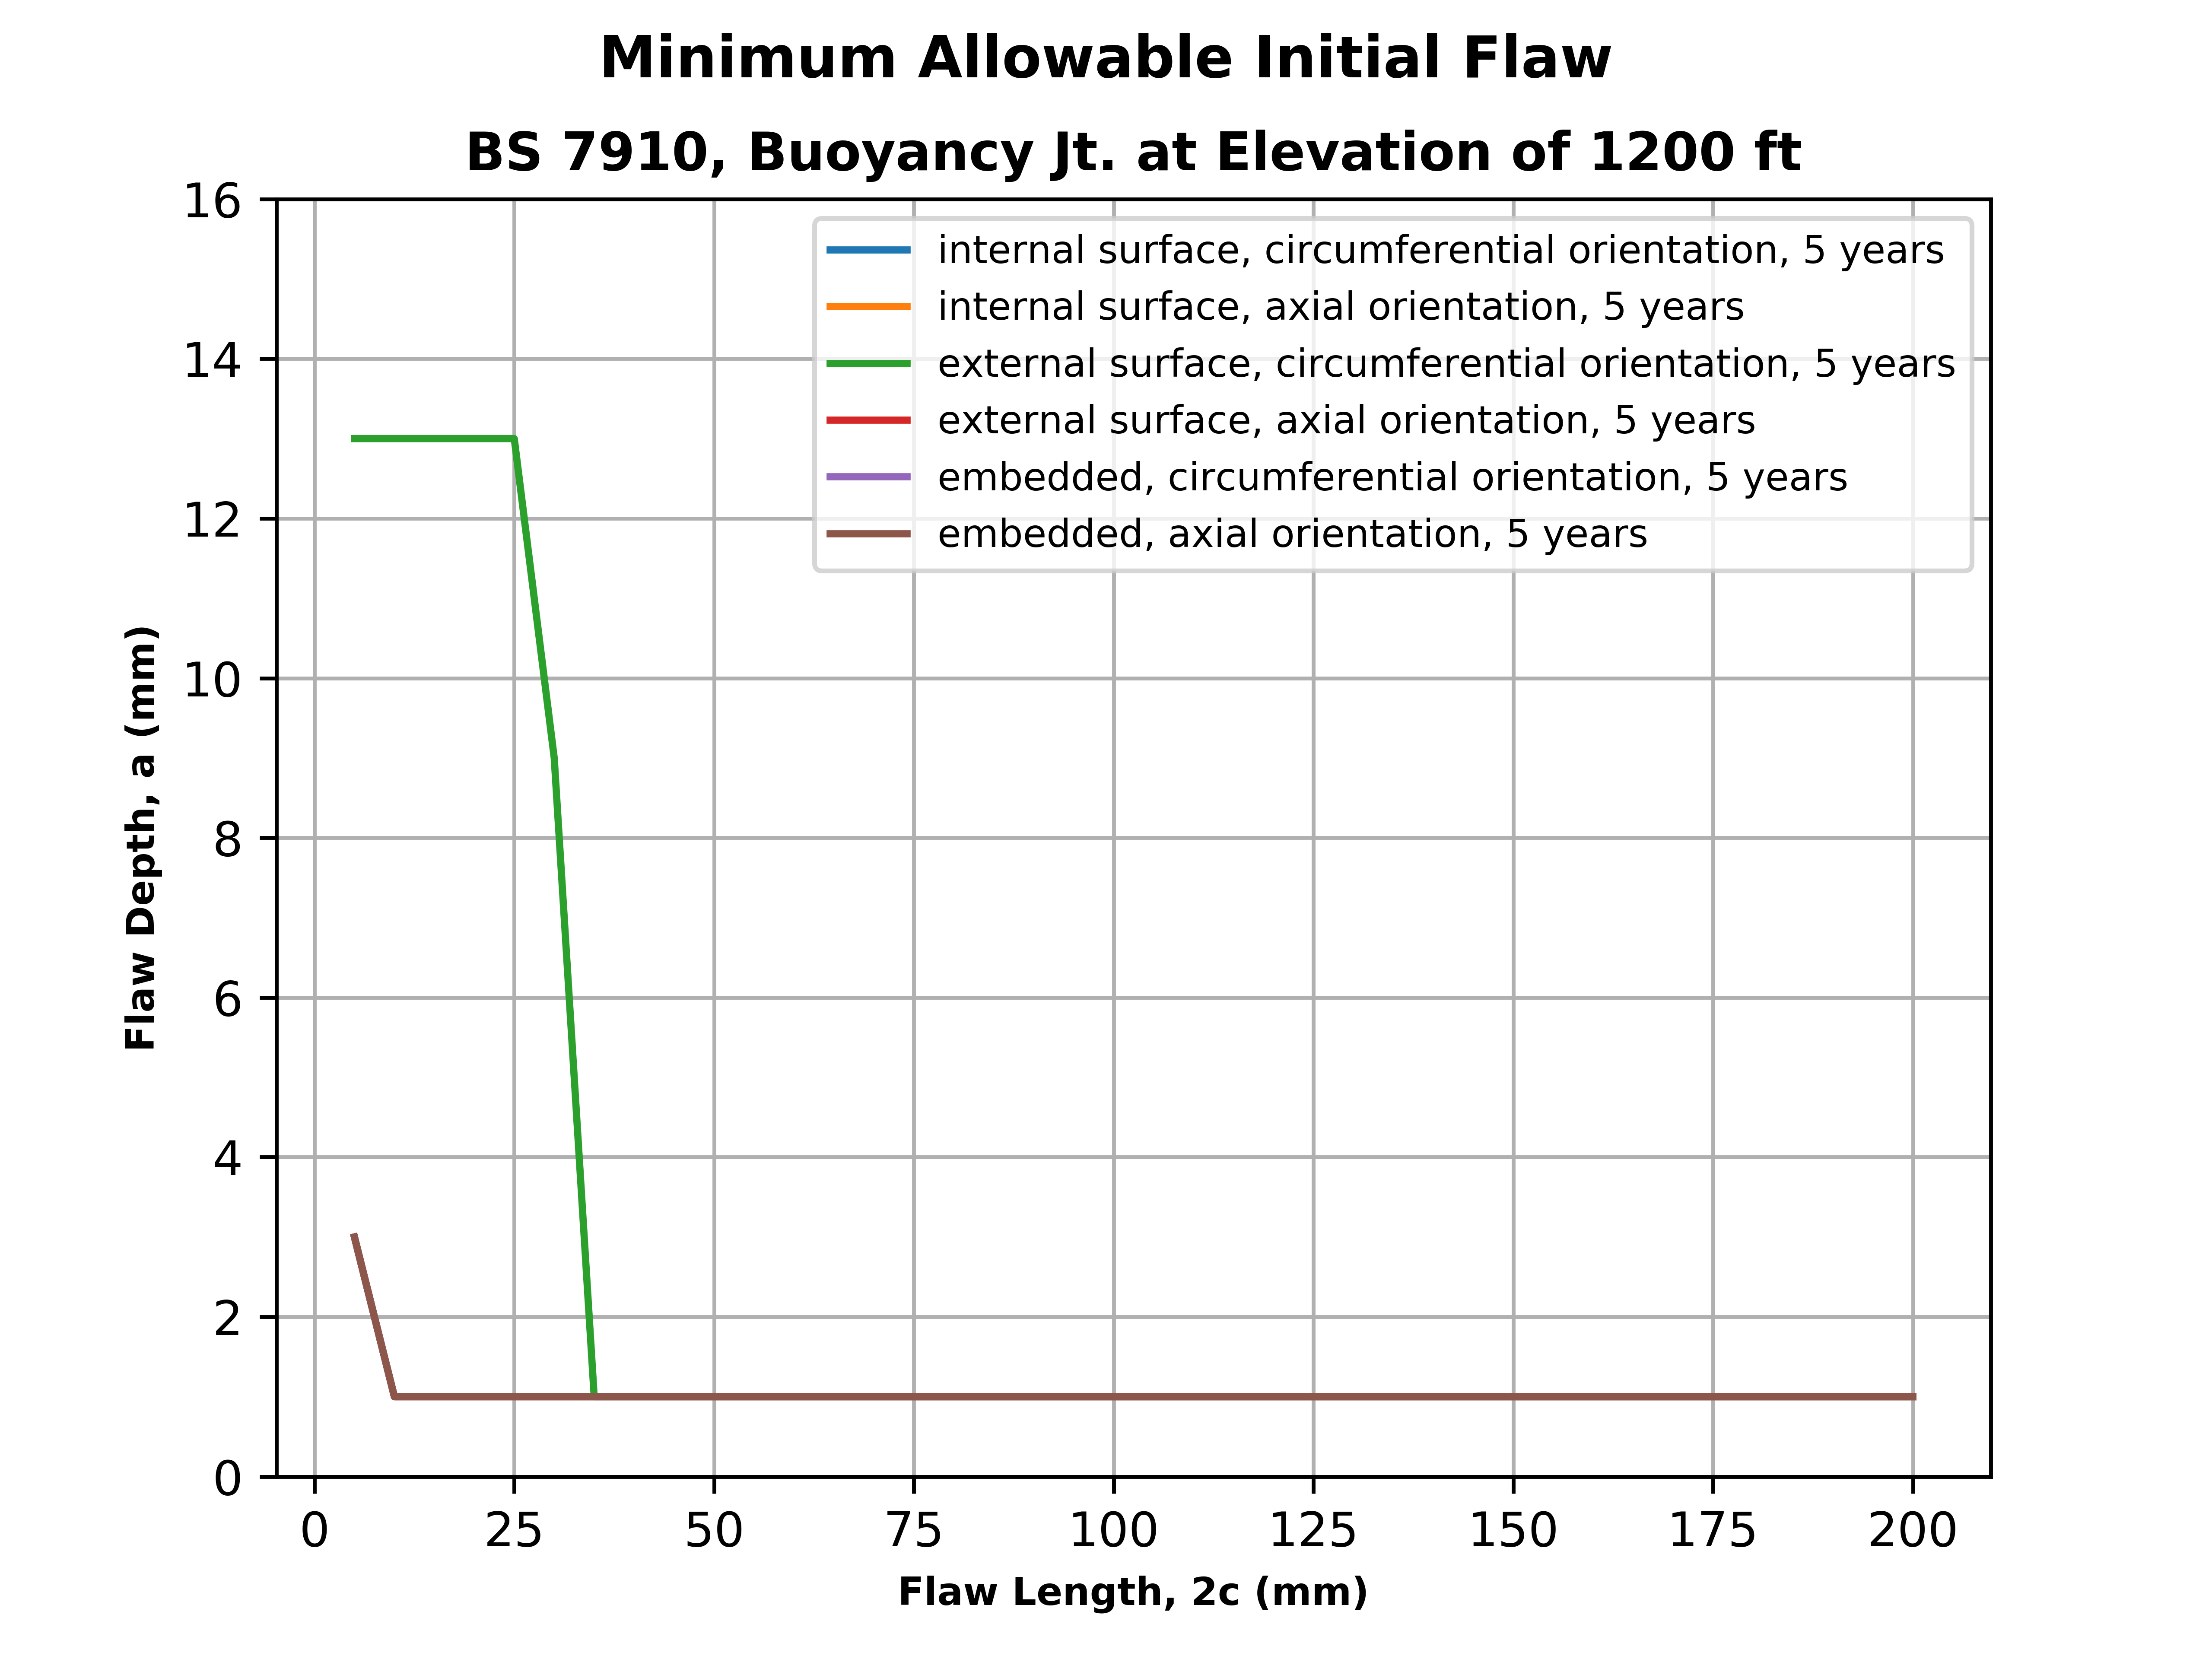 Minimum Allowable Initial Flaw
BS 7910, Buoyancy Jt. at Elevation of 1200 ft
internal surface, circumferential orientation, 5 years
internal surface, axial orientation, 5 years
external surface, circumferential orientation, 5 years
external surface, axial orientation, 5 years
embedded, circumferential orientation, 5 years
embedded, axial orientation, 5 years
Flaw Depth, a (mm)
16
14
12
10
8
6
4
2
0
0 25 50 75 100 125 150 175 200
Flaw Length, 2c (mm)